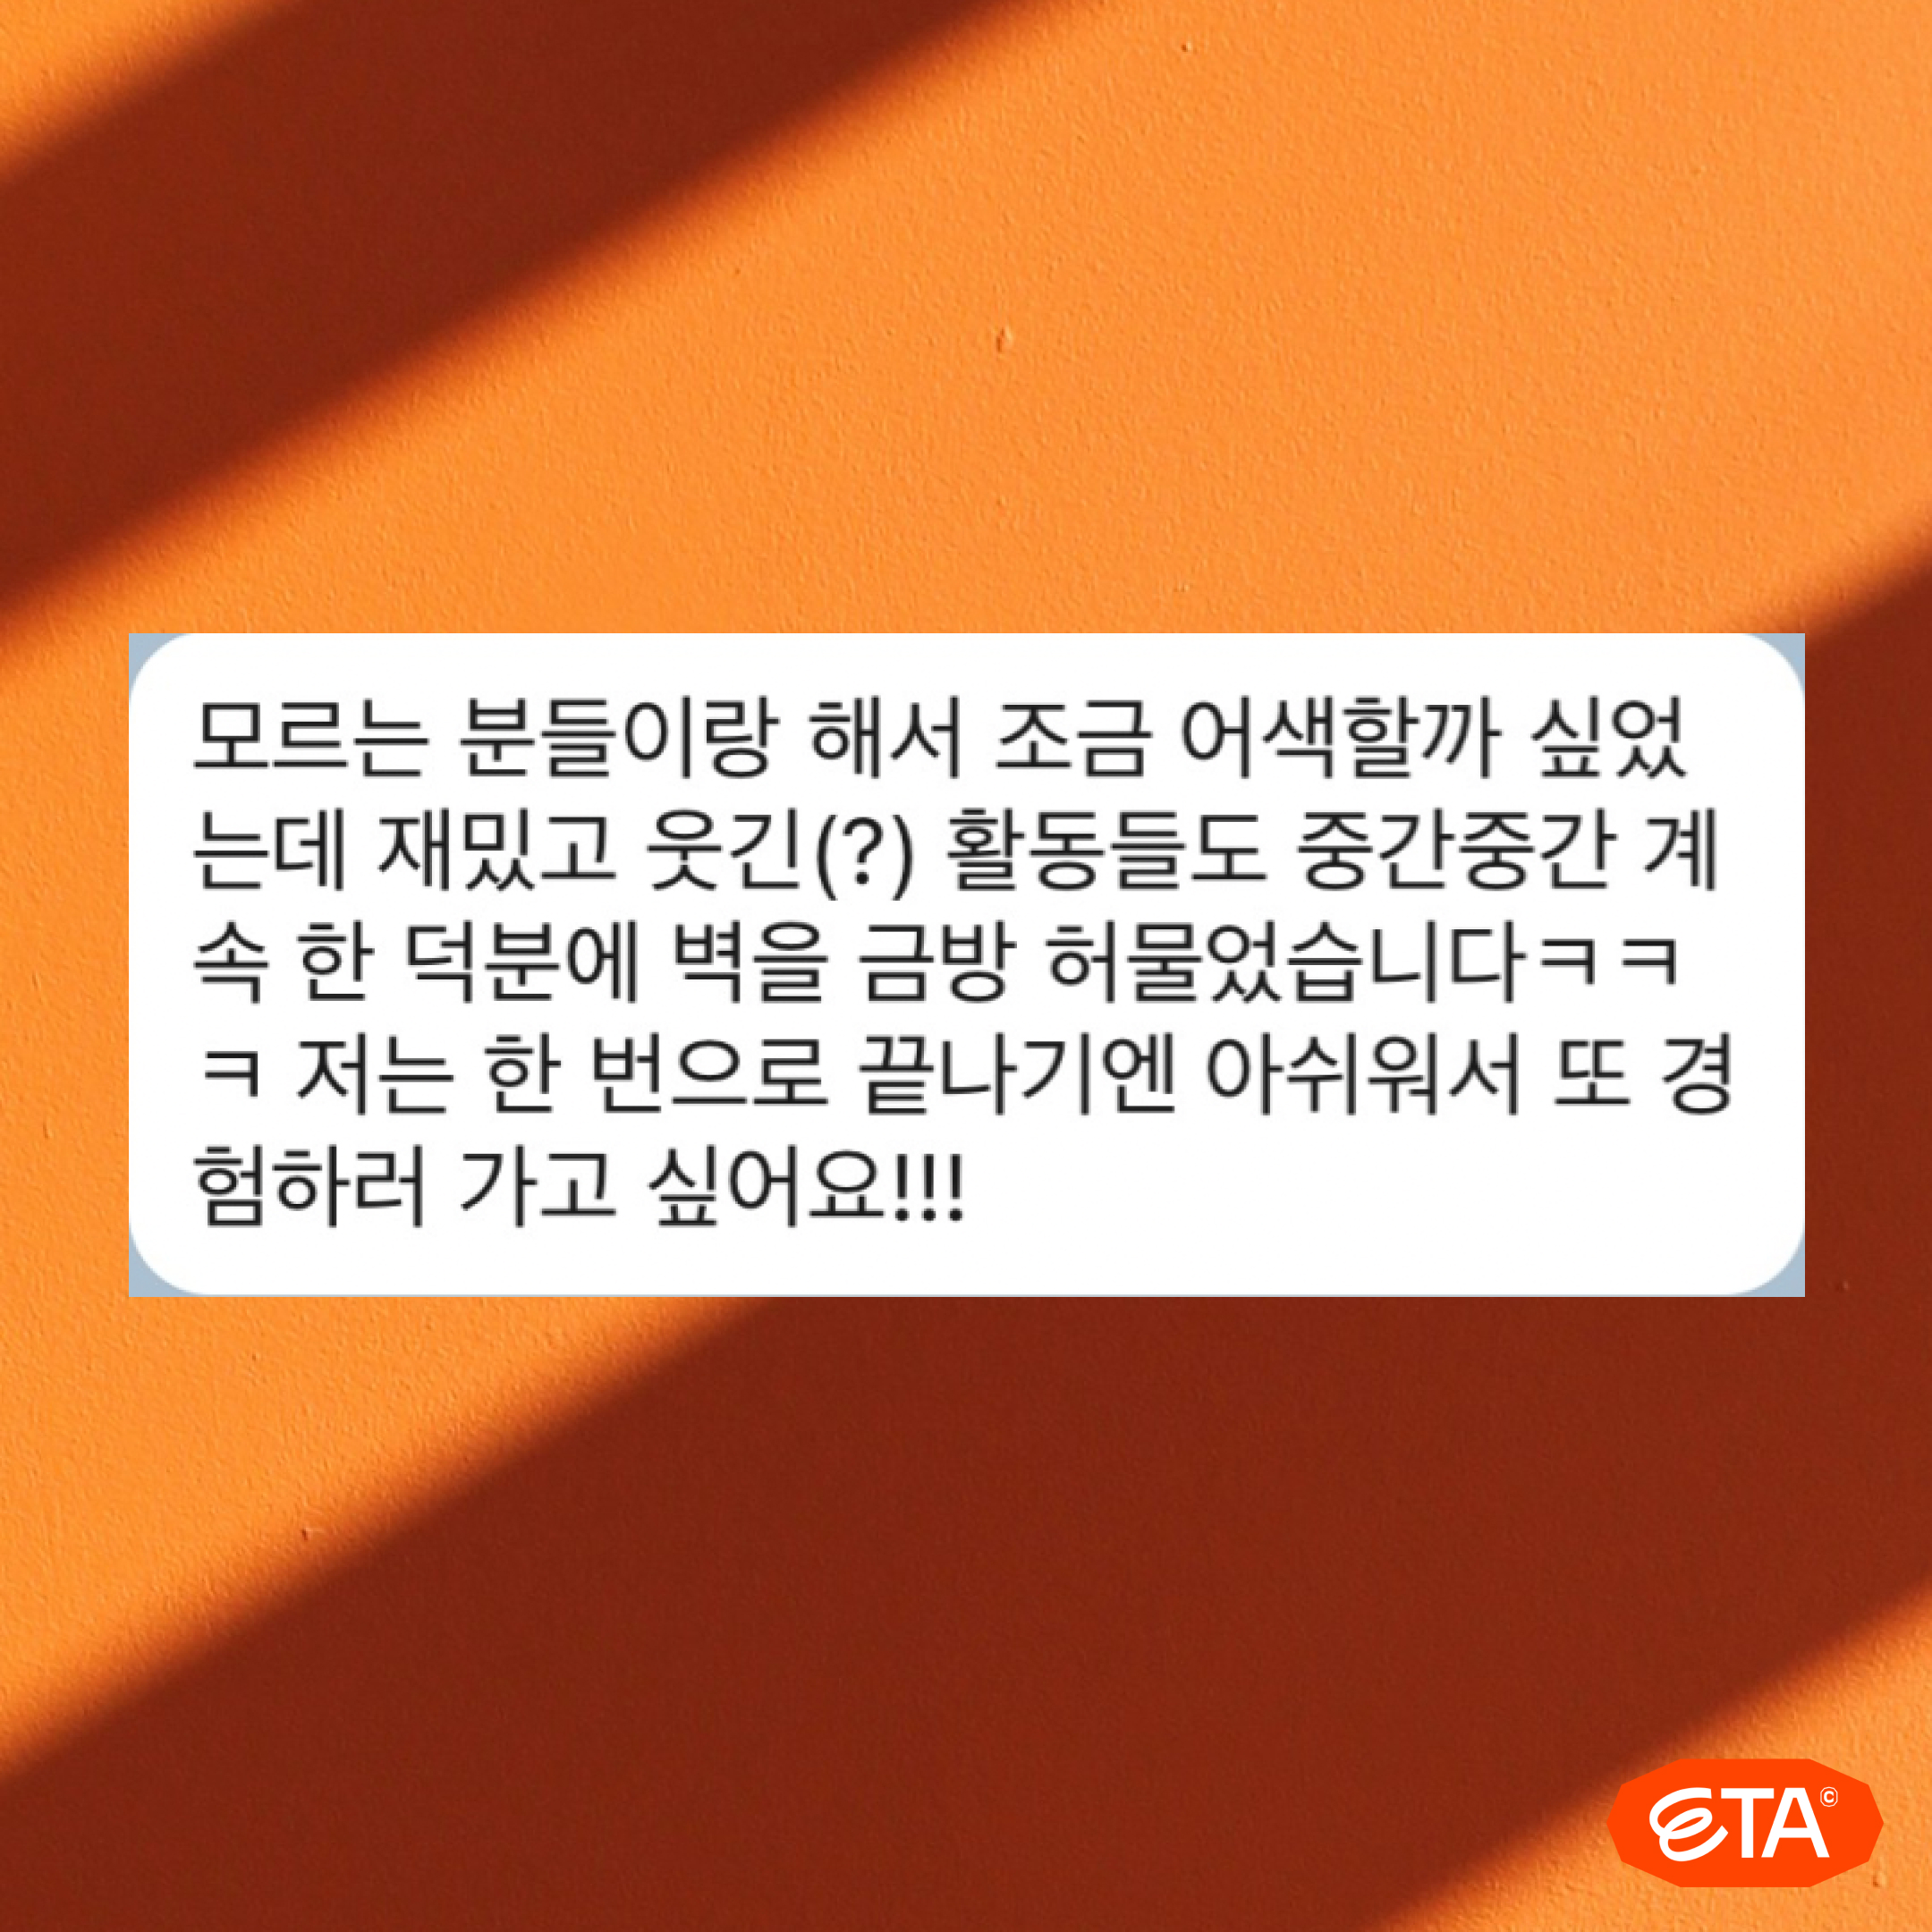 모르는 분들이랑 해서 조금 어색할까 싶었
는데 재밌고 웃긴(?) 활동들도 중간중간 계
속 한 덕분에 벽을 금방 허물었습니다ㅋㅋ
ㅋ 저는 한 번으로 끝나기엔 아쉬워서 또 경
험하러 가고 싶어요!!!
ETA©